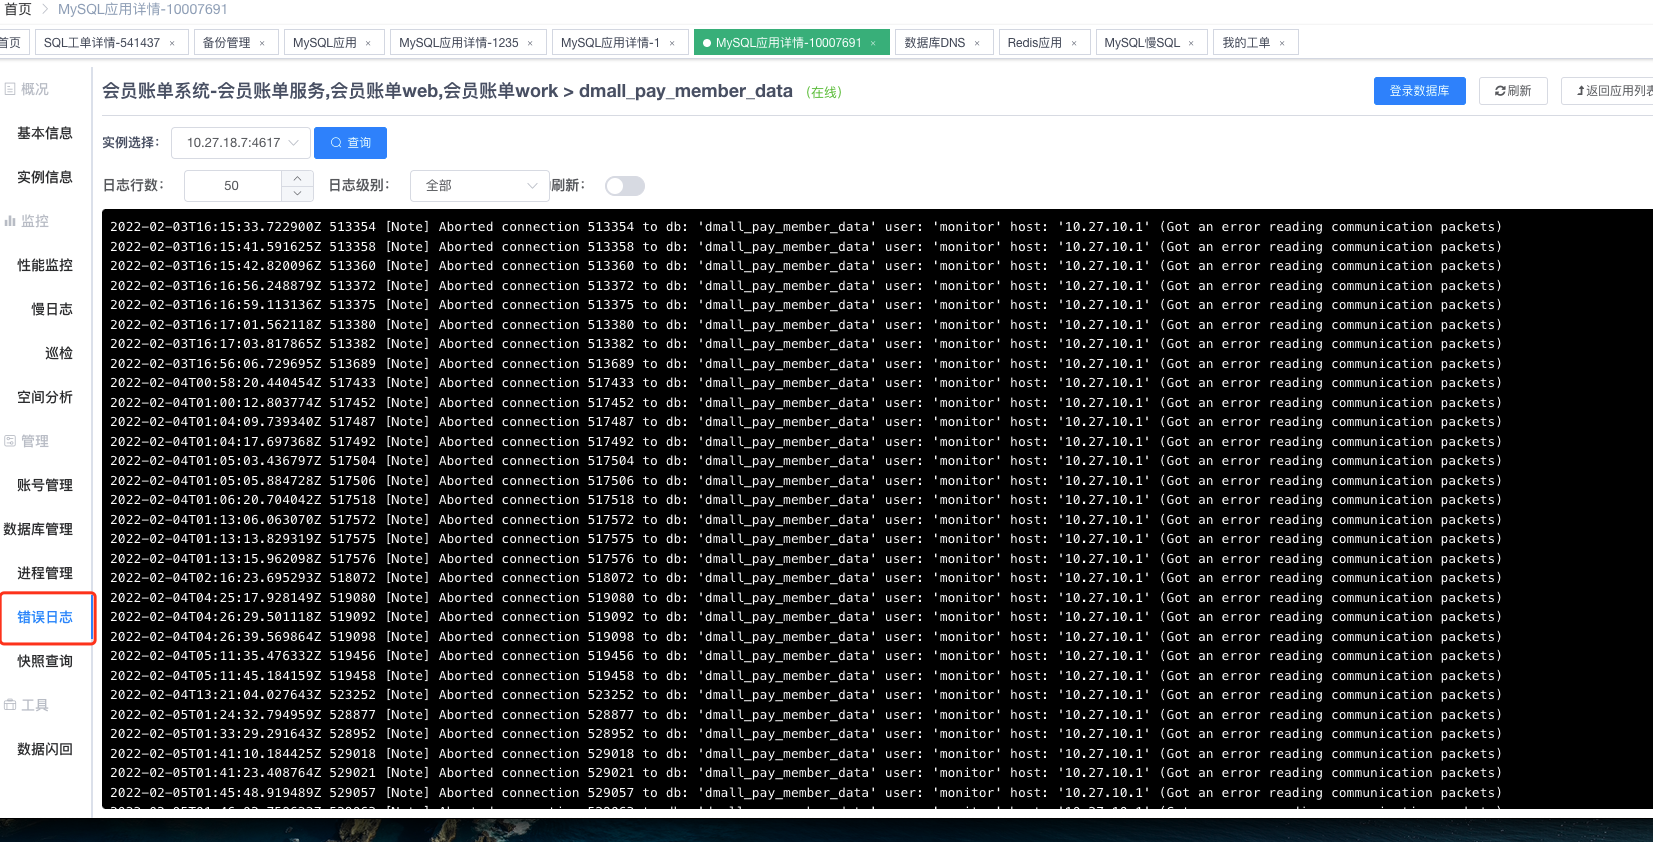 首页 > MySQL应用详情-10007691
首页 SQL工单详情-541437 × 备份管理 × MySQL应用 × MySQL应用详情-1235 × MySQL应用详情-1 × MySQL应用详情-10007691 × 数据库DNS × Redis应用 × MySQL慢SQL × 我的工单 ×
概况
基本信息
实例信息
监控
性能监控
慢日志
巡检
空间分析
管理
账号管理
数据库管理
进程管理
错误日志
快照查询
工具
数据闪回
会员账单系统-会员账单服务,会员账单web,会员账单work > dmall_pay_member_data (在线)
登录数据库 刷新 返回应用列表
实例选择: 10.27.18.7:4617 查询
日志行数: 50 日志级别: 全部 刷新:
2022-02-03T16:15:33.722900Z 513354 [Note] Aborted connection 513354 to db: 'dmall_pay_member_data' user: 'monitor' host: '10.27.10.1' (Got an error reading communication packets)
2022-02-03T16:15:41.591625Z 513358 [Note] Aborted connection 513358 to db: 'dmall_pay_member_data' user: 'monitor' host: '10.27.10.1' (Got an error reading communication packets)
2022-02-03T16:15:42.820096Z 513360 [Note] Aborted connection 513360 to db: 'dmall_pay_member_data' user: 'monitor' host: '10.27.10.1' (Got an error reading communication packets)
2022-02-03T16:16:56.248879Z 513372 [Note] Aborted connection 513372 to db: 'dmall_pay_member_data' user: 'monitor' host: '10.27.10.1' (Got an error reading communication packets)
2022-02-03T16:16:59.113136Z 513375 [Note] Aborted connection 513375 to db: 'dmall_pay_member_data' user: 'monitor' host: '10.27.10.1' (Got an error reading communication packets)
2022-02-03T16:17:01.562118Z 513380 [Note] Aborted connection 513380 to db: 'dmall_pay_member_data' user: 'monitor' host: '10.27.10.1' (Got an error reading communication packets)
2022-02-03T16:17:03.817865Z 513382 [Note] Aborted connection 513382 to db: 'dmall_pay_member_data' user: 'monitor' host: '10.27.10.1' (Got an error reading communication packets)
2022-02-03T16:56:06.729695Z 513689 [Note] Aborted connection 513689 to db: 'dmall_pay_member_data' user: 'monitor' host: '10.27.10.1' (Got an error reading communication packets)
2022-02-04T00:58:20.440454Z 517433 [Note] Aborted connection 517433 to db: 'dmall_pay_member_data' user: 'monitor' host: '10.27.10.1' (Got an error reading communication packets)
2022-02-04T01:00:12.803774Z 517452 [Note] Aborted connection 517452 to db: 'dmall_pay_member_data' user: 'monitor' host: '10.27.10.1' (Got an error reading communication packets)
2022-02-04T01:04:09.739340Z 517487 [Note] Aborted connection 517487 to db: 'dmall_pay_member_data' user: 'monitor' host: '10.27.10.1' (Got an error reading communication packets)
2022-02-04T01:04:17.697368Z 517492 [Note] Aborted connection 517492 to db: 'dmall_pay_member_data' user: 'monitor' host: '10.27.10.1' (Got an error reading communication packets)
2022-02-04T01:05:03.436797Z 517504 [Note] Aborted connection 517504 to db: 'dmall_pay_member_data' user: 'monitor' host: '10.27.10.1' (Got an error reading communication packets)
2022-02-04T01:05:05.884728Z 517506 [Note] Aborted connection 517506 to db: 'dmall_pay_member_data' user: 'monitor' host: '10.27.10.1' (Got an error reading communication packets)
2022-02-04T01:06:20.704042Z 517518 [Note] Aborted connection 517518 to db: 'dmall_pay_member_data' user: 'monitor' host: '10.27.10.1' (Got an error reading communication packets)
2022-02-04T01:13:06.063070Z 517572 [Note] Aborted connection 517572 to db: 'dmall_pay_member_data' user: 'monitor' host: '10.27.10.1' (Got an error reading communication packets)
2022-02-04T01:13:13.829319Z 517575 [Note] Aborted connection 517575 to db: 'dmall_pay_member_data' user: 'monitor' host: '10.27.10.1' (Got an error reading communication packets)
2022-02-04T01:13:15.962098Z 517576 [Note] Aborted connection 517576 to db: 'dmall_pay_member_data' user: 'monitor' host: '10.27.10.1' (Got an error reading communication packets)
2022-02-04T02:16:23.695293Z 518072 [Note] Aborted connection 518072 to db: 'dmall_pay_member_data' user: 'monitor' host: '10.27.10.1' (Got an error reading communication packets)
2022-02-04T04:25:17.928149Z 519080 [Note] Aborted connection 519080 to db: 'dmall_pay_member_data' user: 'monitor' host: '10.27.10.1' (Got an error reading communication packets)
2022-02-04T04:26:29.501118Z 519092 [Note] Aborted connection 519092 to db: 'dmall_pay_member_data' user: 'monitor' host: '10.27.10.1' (Got an error reading communication packets)
2022-02-04T04:26:39.569864Z 519098 [Note] Aborted connection 519098 to db: 'dmall_pay_member_data' user: 'monitor' host: '10.27.10.1' (Got an error reading communication packets)
2022-02-04T05:11:35.476332Z 519456 [Note] Aborted connection 519456 to db: 'dmall_pay_member_data' user: 'monitor' host: '10.27.10.1' (Got an error reading communication packets)
2022-02-04T05:11:45.184159Z 519458 [Note] Aborted connection 519458 to db: 'dmall_pay_member_data' user: 'monitor' host: '10.27.10.1' (Got an error reading communication packets)
2022-02-04T13:21:04.027643Z 523252 [Note] Aborted connection 523252 to db: 'dmall_pay_member_data' user: 'monitor' host: '10.27.10.1' (Got an error reading communication packets)
2022-02-05T01:24:32.794959Z 528877 [Note] Aborted connection 528877 to db: 'dmall_pay_member_data' user: 'monitor' host: '10.27.10.1' (Got an error reading communication packets)
2022-02-05T01:33:29.291643Z 528952 [Note] Aborted connection 528952 to db: 'dmall_pay_member_data' user: 'monitor' host: '10.27.10.1' (Got an error reading communication packets)
2022-02-05T01:41:10.184425Z 529018 [Note] Aborted connection 529018 to db: 'dmall_pay_member_data' user: 'monitor' host: '10.27.10.1' (Got an error reading communication packets)
2022-02-05T01:41:23.408764Z 529021 [Note] Aborted connection 529021 to db: 'dmall_pay_member_data' user: 'monitor' host: '10.27.10.1' (Got an error reading communication packets)
2022-02-05T01:45:48.919489Z 529057 [Note] Aborted connection 529057 to db: 'dmall_pay_member_data' user: 'monitor' host: '10.27.10.1' (Got an error reading communication packets)